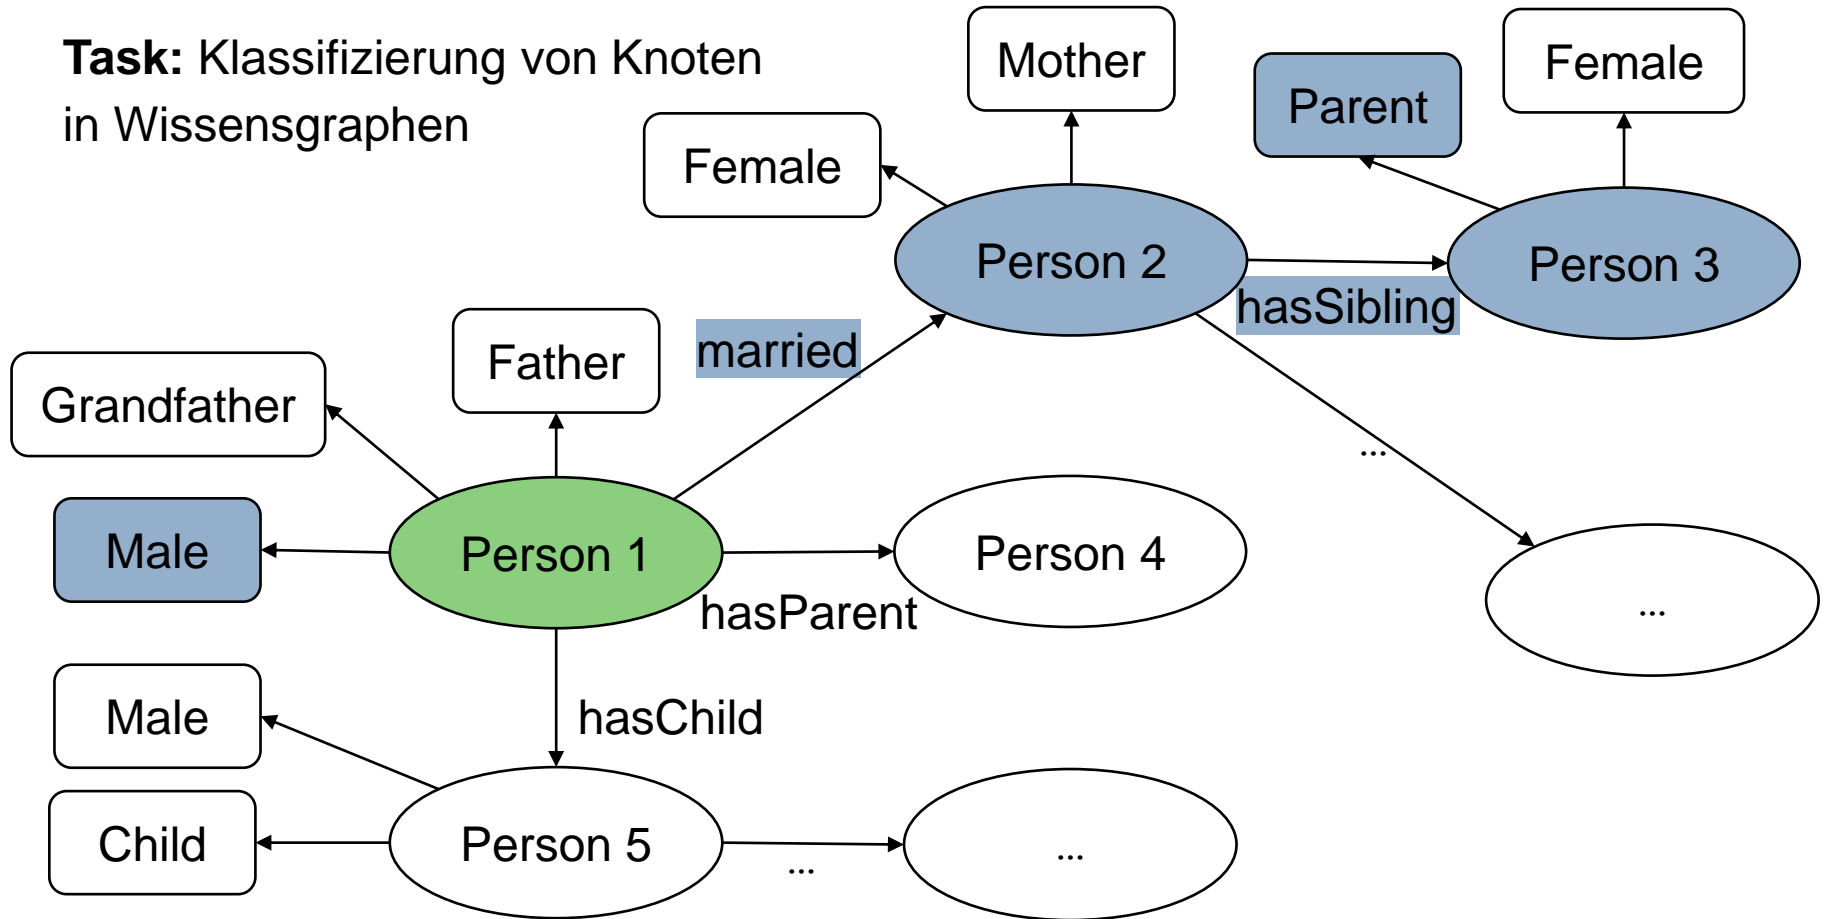 Task: Klassifizierung von Knoten
in Wissensgraphen
Mother
Female
Parent
Female
Person 2
Person 3
hasSibling
married
Father
Grandfather
...
Male
Person 1
Person 4
hasParent
...
Male
hasChild
Child
Person 5
...
...